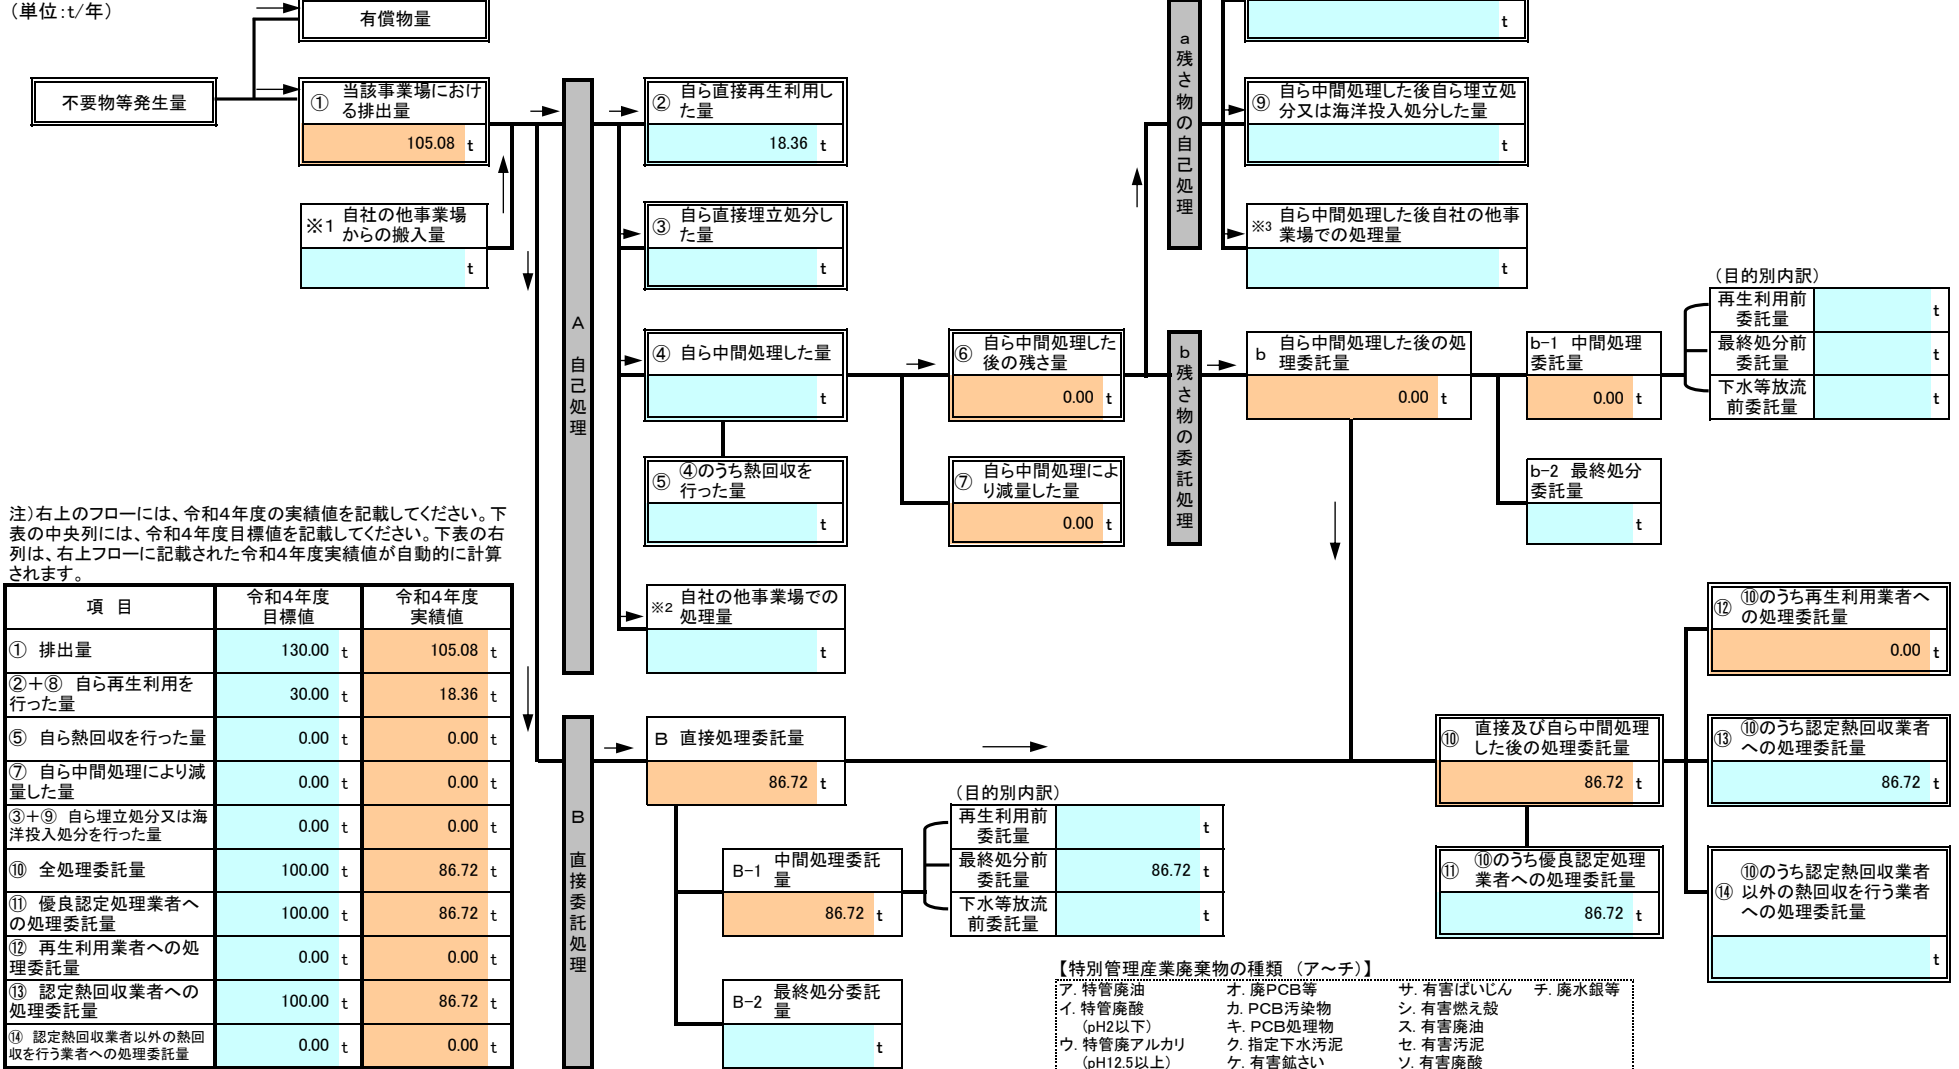 （単位：t/年）
有償物量
t
不要物等発生量
① 当該事業場におけ
る排出量
105.08 t
※1 自社の他事業場
からの搬入量
t
A 自己処理
② 自ら直接再生利用し
た量
18.36 t
③ 自ら直接埋立処分し
た量
t
④ 自ら中間処理した量
t
⑤ ④のうち熱回収を
行った量
t
※2 自社の他事業場での
処理量
t
⑥ 自ら中間処理した
後の残さ量
0.00 t
⑦ 自ら中間処理によ
り減量した量
0.00 t
a 残さ物の自己処理
⑨ 自ら中間処理した後自ら埋立処
分又は海洋投入処分した量
t
※3 自ら中間処理した後自社の他事
業場での処理量
t
b 残さ物の委託処理
b 自ら中間処理した後の処
理委託量
0.00 t
b-1 中間処理
委託量
0.00 t
b-2 最終処分
委託量
t
（目的別内訳）
再生利用前
委託量
t
最終処分前
委託量
t
下水等放流
前委託量
t
注）右上のフローには、令和４年度の実績値を記載してください。下
表の中央列には、令和４年度目標値を記載してください。下表の右
列は、右上フローに記載された令和４年度実績値が自動的に計算
されます。
項 目 令和４年度
目標値 令和４年度
実績値
① 排出量 130.00 t 105.08 t
②＋⑧ 自ら再生利用を
行った量 30.00 t 18.36 t
⑤ 自ら熱回収を行った量 0.00 t 0.00 t
⑦ 自ら中間処理により減
量した量 0.00 t 0.00 t
③＋⑨ 自ら埋立処分又は海
洋投入処分を行った量 0.00 t 0.00 t
⑩ 全処理委託量 100.00 t 86.72 t
⑪ 優良認定処理業者へ
の処理委託量 100.00 t 86.72 t
⑫ 再生利用業者への処
理委託量 0.00 t 0.00 t
⑬ 認定熱回収業者への
処理委託量 100.00 t 86.72 t
⑭ 認定熱回収業者以外の熱回
収を行う業者への処理委託量 0.00 t 0.00 t
B 直接委託処理
B 直接処理委託量
86.72 t
B-1 中間処理委託
量
86.72 t
B-2 最終処分委託
量
t
（目的別内訳）
再生利用前
委託量
t
最終処分前
委託量
86.72 t
下水等放流
前委託量
t
⑩ 直接及び自ら中間処理
した後の処理委託量
86.72 t
⑪ ⑩のうち優良認定処理
業者への処理委託量
86.72 t
⑫ ⑩のうち再生利用業者へ
の処理委託量
0.00 t
⑬ ⑩のうち認定熱回収業者
への処理委託量
86.72 t
⑭ ⑩のうち認定熱回収業者
以外の熱回収を行う業者
への処理委託量
t
【特別管理産業廃棄物の種類 （ア～チ）】
ア. 特管廃油 オ. 廃PCB等 サ. 有害ばいじん チ. 廃水銀等
イ. 特管廃酸 カ. PCB汚染物 シ. 有害燃え殻
（pH2以下） キ. PCB処理物 ス. 有害廃油
ウ. 特管廃アルカリ ク. 指定下水汚泥 セ. 有害汚泥
（pH12.5以上） ケ. 有害鉱さい ソ. 有害廃酸